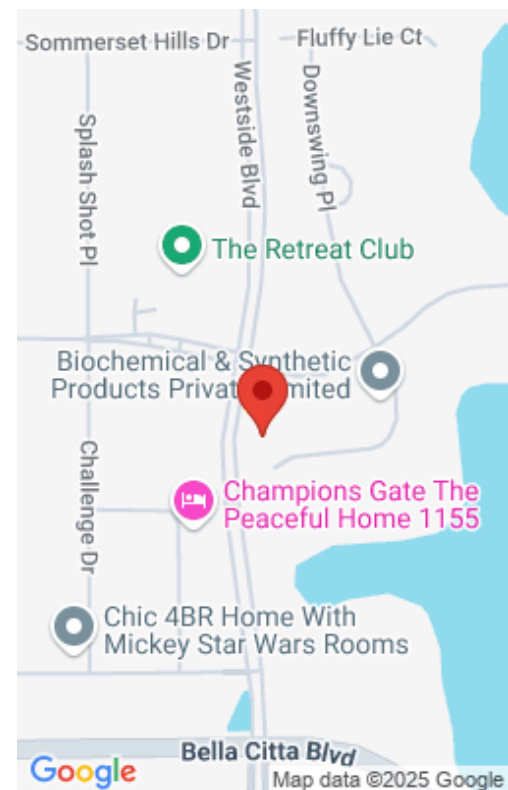 Sommerset Hills Dr
Fluffy Lie Ct
Westside Blvd
Downswing Pl
Splash Shot Pl
The Retreat Club
Biochemical & Synthetic
Products Private Limited
Challenge Dr
Champions Gate The
Peaceful Home 1155
Chic 4BR Home With
Mickey Star Wars Rooms
Bella Citta Blvd
Google
Map data ©2025 Google